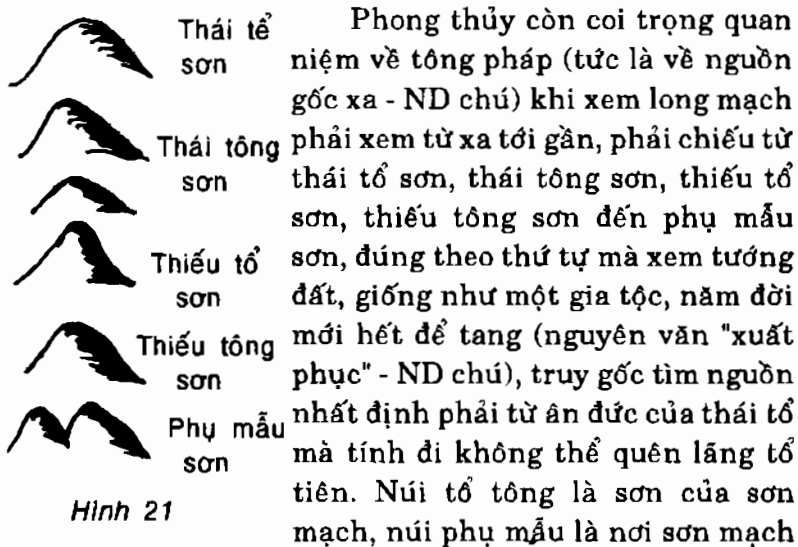 Thái tể
sơn
Thái tông
sơn
Thiếu tổ
sơn
Thiếu tông
sơn
Phụ mẫu
sơn
Hình 21
Phong thủy còn coi trọng quan
niệm về tông pháp (tức là về nguồn
gốc xa - ND chú) khi xem long mạch
phải xem từ xa tới gần, phải chiếu từ
thái tổ sơn, thái tông sơn, thiếu tổ
sơn, thiếu tông sơn đến phụ mẫu
sơn, đúng theo thứ tự mà xem tướng
đất, giống như một gia tộc, năm đời
mới hết để tang (nguyên văn "xuất
phục" - ND chú), truy gốc tìm nguồn
nhất định phải từ ân đức của thái tổ
mà tính đi không thể quên lãng tổ
tiên. Núi tổ tông là sơn của sơn
mạch, núi phụ mẫu là nơi sơn mạch